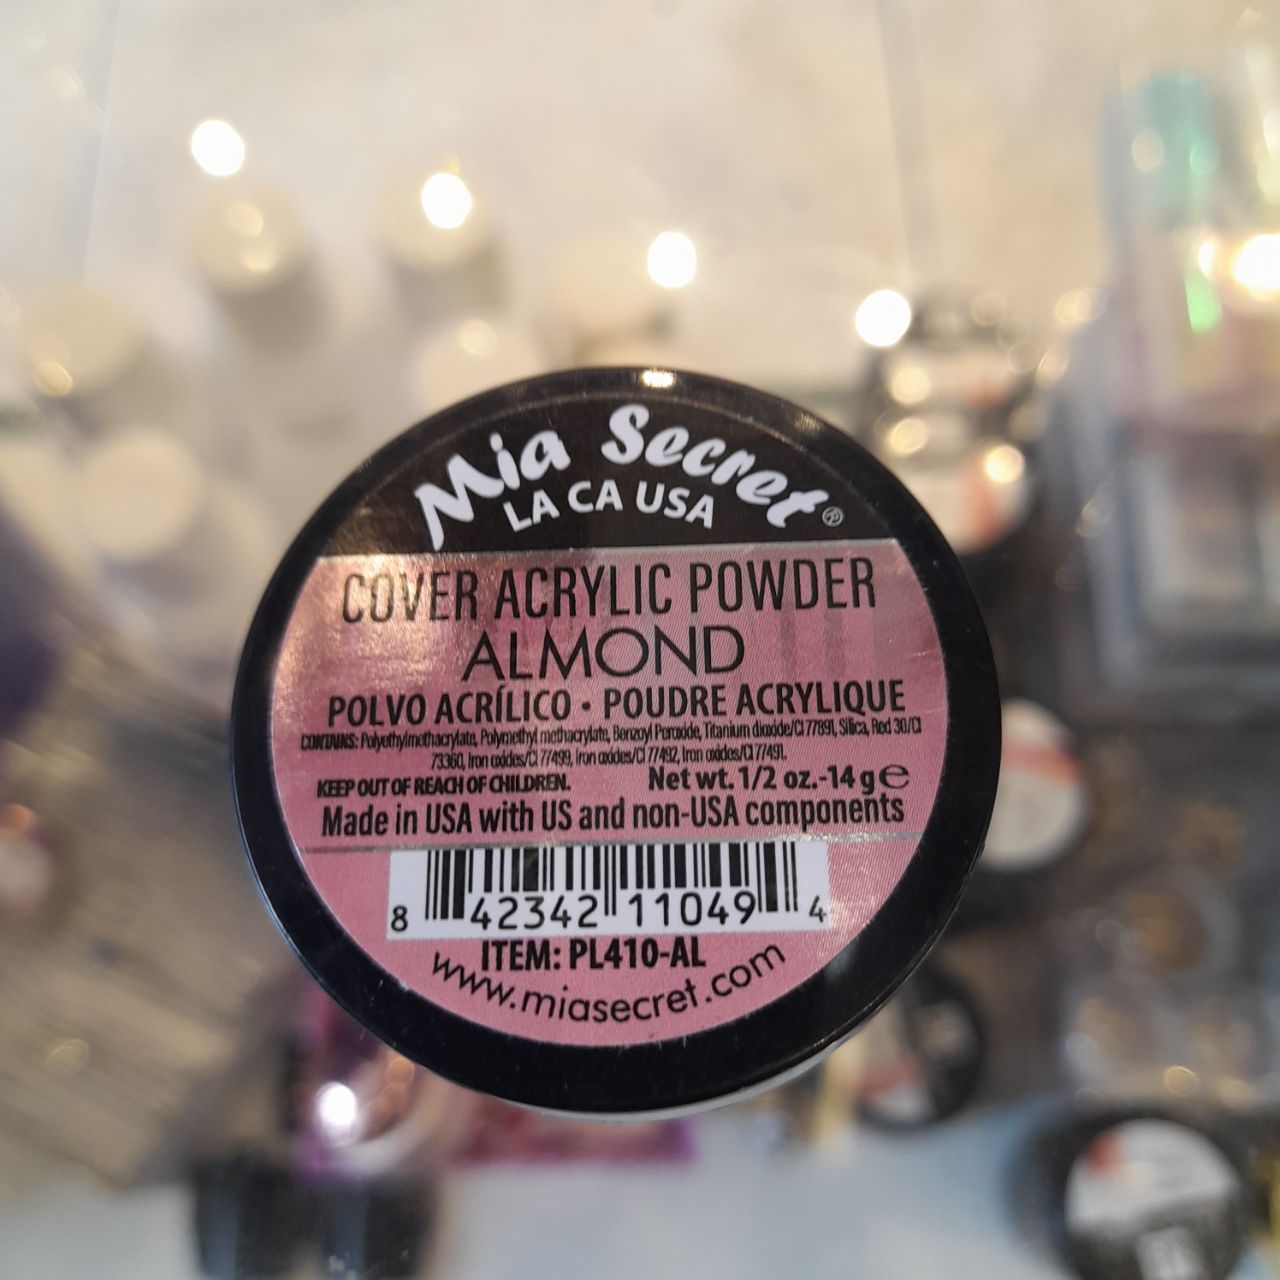 Mia Secret®
LA CA USA
COVER ACRYLIC POWDER
ALMOND
POLVO ACRÍLICO • POUDRE ACRYLIQUE
CONTAINS: Polyethylmethacrylate, Polymethyl methacrylate, Benzoyl Peroxide, Titanium dioxide/CI 77891, Silica, Red 30/CI
73360, Iron oxides/CI 77499, Iron oxides/CI 77492, Iron oxides/CI 77491.
KEEP OUT OF REACH OF CHILDREN. Net wt. 1/2 oz.-14 g e
Made in USA with US and non-USA components
8 42342 11049 4
ITEM: PL410-AL
www.miasecret.com